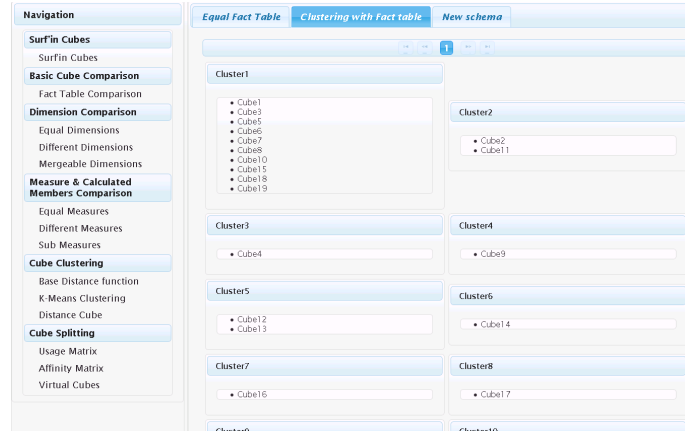 Navigation
Surf'in Cubes
Surf'in Cubes
Basic Cube Comparison
Fact Table Comparison
Dimension Comparison
Equal Dimensions
Different Dimensions
Mergeable Dimensions
Measure & Calculated
Members Comparison
Equal Measures
Different Measures
Sub Measures
Cube Clustering
Base Distance function
K-Means Clustering
Distance Cube
Cube Splitting
Usage Matrix
Affinity Matrix
Virtual Cubes
Equal Fact Table
Clustering with Fact table
New schema
1
Cluster1
Cube1
Cube3
Cube5
Cube6
Cube7
Cube8
Cube10
Cube15
Cube18
Cube19
Cluster2
Cube2
Cube11
Cluster3
Cube4
Cluster4
Cube9
Cluster5
Cube12
Cube13
Cluster6
Cube14
Cluster7
Cube16
Cluster8
Cube17
Cluster9
Cluster10